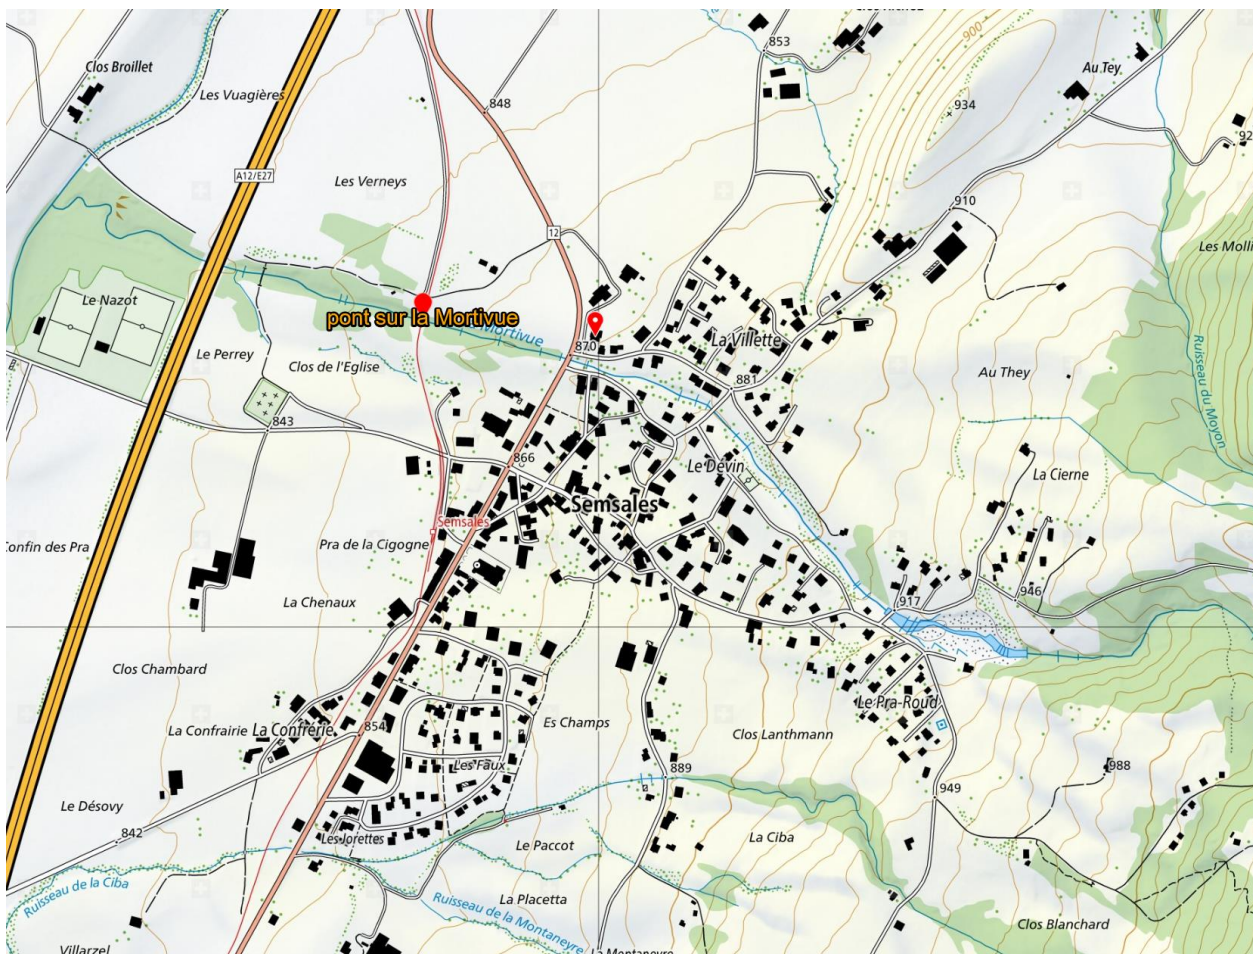 Clos Broillet
Les Vuagières
853
Au Tey
934
848
92
A12/E27
Les Verneys
910
12
Les Molli
Le Nazot
pont sur la Mortivue
Mortivue
870
La Villette
Le Perrey
Clos de l'Eglise
881
Au They
Ruisseau du Moyon
843
866
Le Dévin
La Cierne
Semsales
Semsales
Confin des Pra
Pra de la Cigogne
La Chenaux
917
946
Clos Chambard
La Confrairie
La Confrérie
854
Es Champs
Le Pra-Roud
Clos Lanthmann
Les Faux
889
988
Le Désovy
949
842
Les Jorettes
Le Paccot
La Ciba
Ruisseau de la Ciba
La Placetta
Ruisseau de la Montaneyre
Clos Blanchard
Villarzel
La Montaneyre